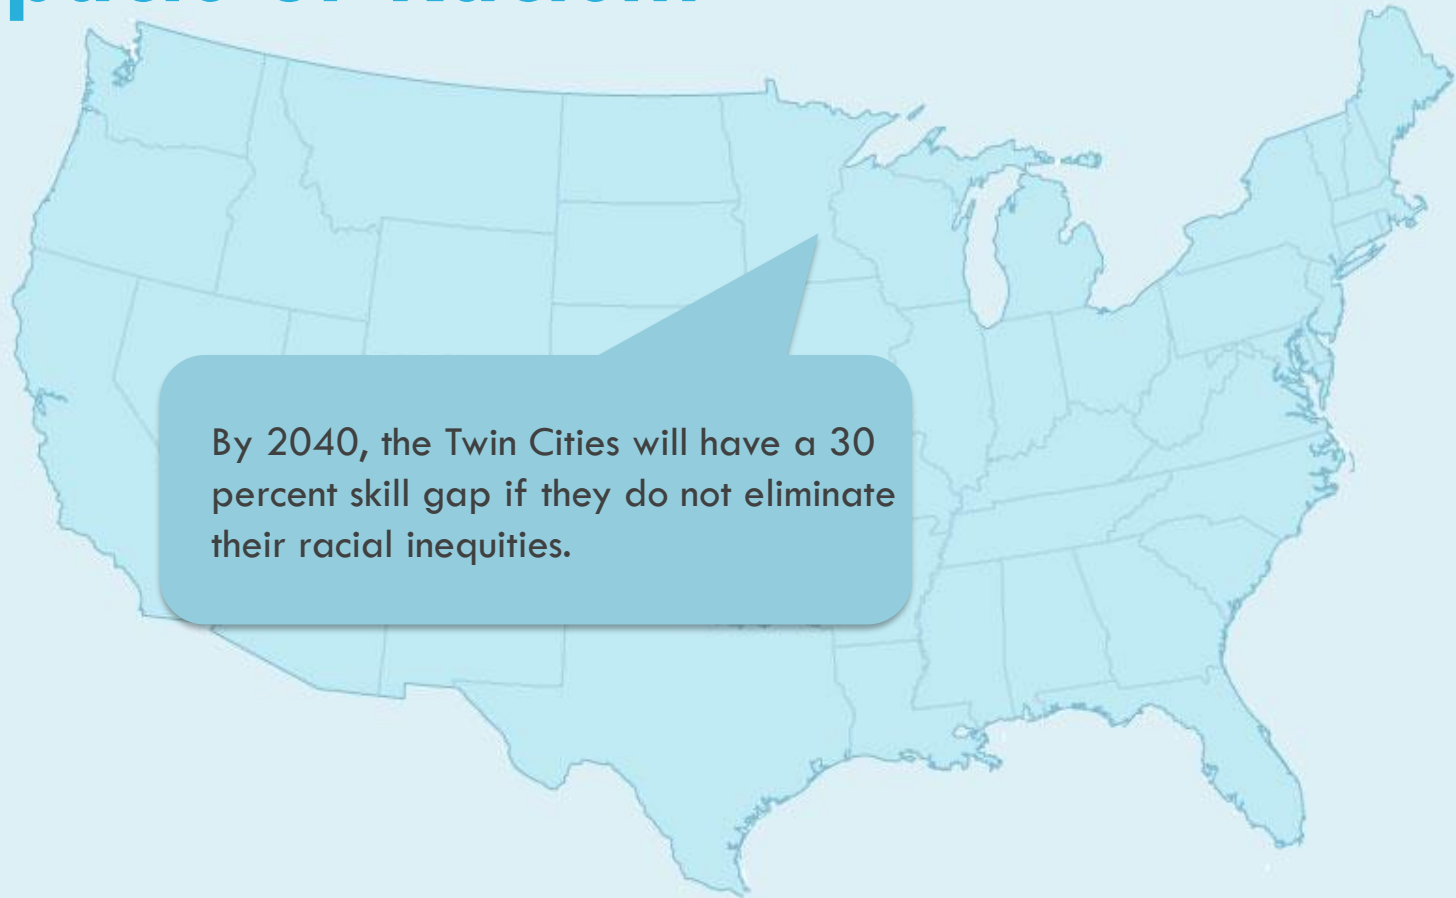 By 2040, the Twin Cities will have a 30
percent skill gap if they do not eliminate
their racial inequities.